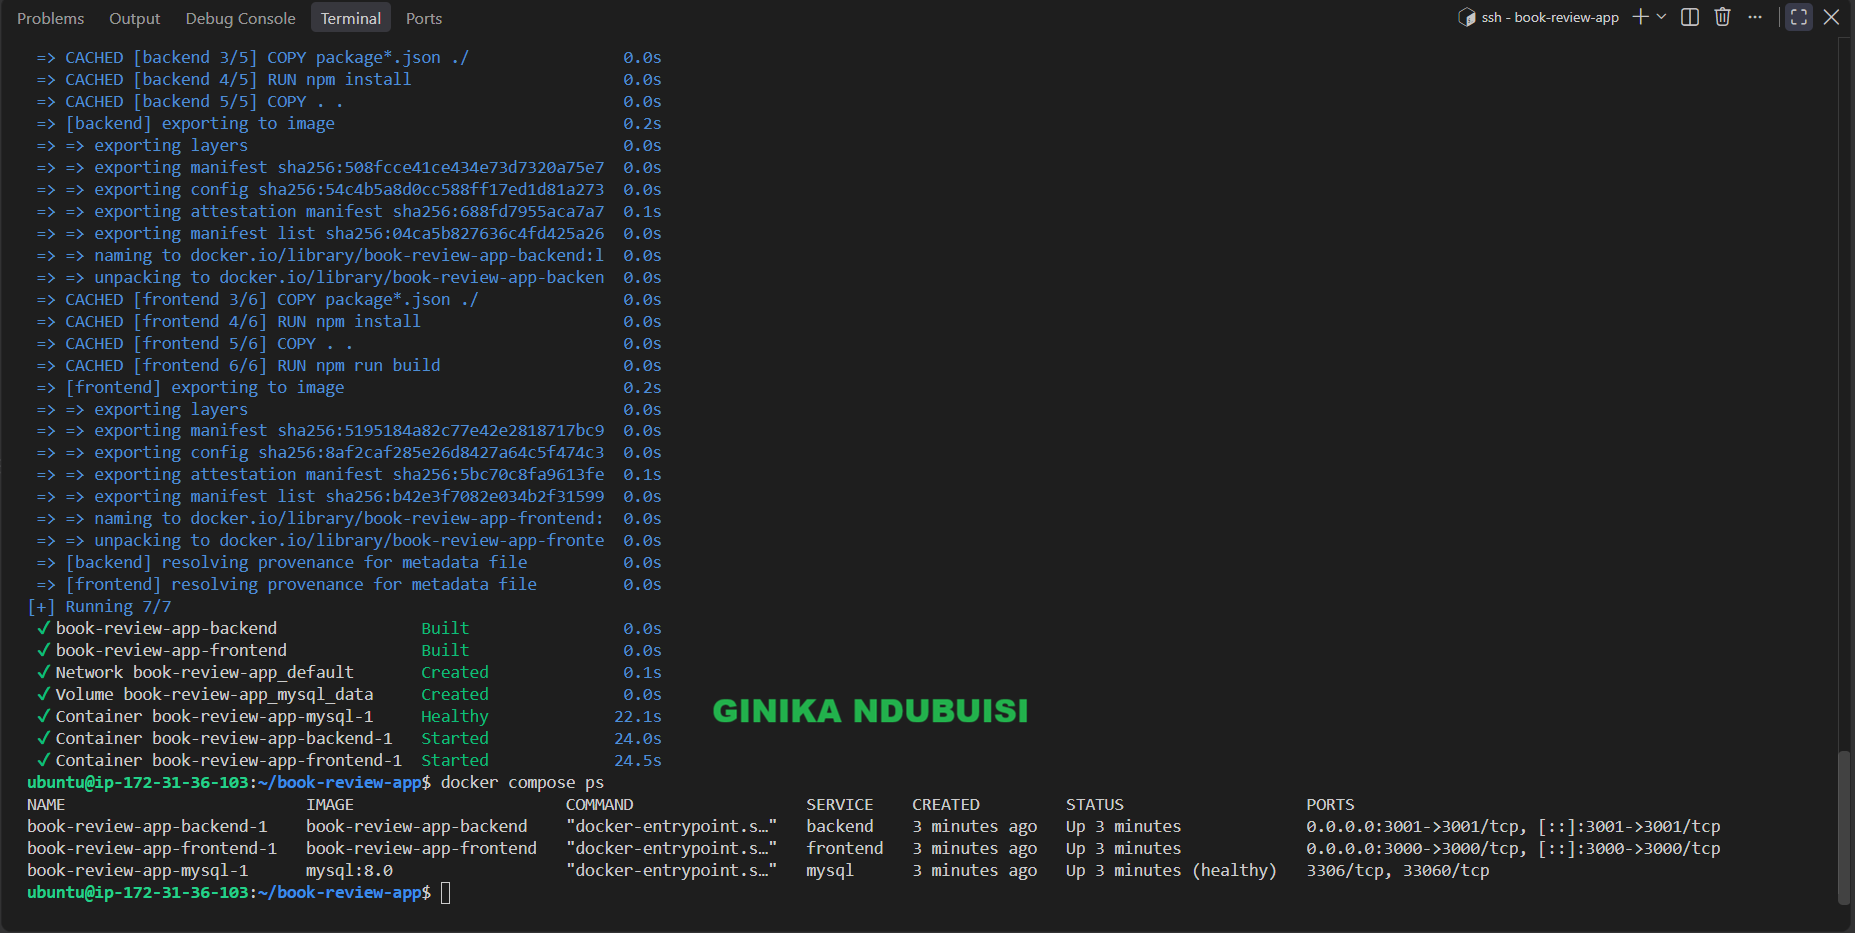 Problems Output Debug Console Terminal Ports ssh - book-review-app
=> CACHED [backend 3/5] COPY package*.json ./ 0.0s
=> CACHED [backend 4/5] RUN npm install 0.0s
=> CACHED [backend 5/5] COPY . . 0.0s
=> [backend] exporting to image 0.2s
=> => exporting layers 0.0s
=> => exporting manifest sha256:508fcce41ce434e73d7320a75e7 0.0s
=> => exporting config sha256:54c4b5a8d0cc588ff17ed1d81a273 0.0s
=> => exporting attestation manifest sha256:688fd7955aca7a7 0.1s
=> => exporting manifest list sha256:04ca5b827636c4fd425a26 0.0s
=> => naming to docker.io/library/book-review-app-backend:l 0.0s
=> => unpacking to docker.io/library/book-review-app-backen 0.0s
=> CACHED [frontend 3/6] COPY package*.json ./ 0.0s
=> CACHED [frontend 4/6] RUN npm install 0.0s
=> CACHED [frontend 5/6] COPY . . 0.0s
=> CACHED [frontend 6/6] RUN npm run build 0.0s
=> [frontend] exporting to image 0.2s
=> => exporting layers 0.0s
=> => exporting manifest sha256:5195184a82c77e42e2818717bc9 0.0s
=> => exporting config sha256:8af2caf285e26d8427a64c5f474c3 0.0s
=> => exporting attestation manifest sha256:5bc70c8fa9613fe 0.1s
=> => exporting manifest list sha256:b42e3f7082e034b2f31599 0.0s
=> => naming to docker.io/library/book-review-app-frontend: 0.0s
=> => unpacking to docker.io/library/book-review-app-fronte 0.0s
=> [backend] resolving provenance for metadata file 0.0s
=> [frontend] resolving provenance for metadata file 0.0s
[+] Running 7/7
✓ book-review-app-backend Built 0.0s
✓ book-review-app-frontend Built 0.0s
✓ Network book-review-app_default Created 0.1s
✓ Volume book-review-app_mysql_data Created 0.0s
✓ Container book-review-app-mysql-1 Healthy 22.1s
GINIKA NDUBUISI
✓ Container book-review-app-backend-1 Started 24.0s
✓ Container book-review-app-frontend-1 Started 24.5s
ubuntu@ip-172-31-36-103:~/book-review-app$ docker compose ps
NAME IMAGE COMMAND SERVICE CREATED STATUS PORTS
book-review-app-backend-1 book-review-app-backend "docker-entrypoint.s…" backend 3 minutes ago Up 3 minutes 0.0.0.0:3001->3001/tcp, [::]:3001->3001/tcp
book-review-app-frontend-1 book-review-app-frontend "docker-entrypoint.s…" frontend 3 minutes ago Up 3 minutes 0.0.0.0:3000->3000/tcp, [::]:3000->3000/tcp
book-review-app-mysql-1 mysql:8.0 "docker-entrypoint.s…" mysql 3 minutes ago Up 3 minutes (healthy) 3306/tcp, 33060/tcp
ubuntu@ip-172-31-36-103:~/book-review-app$